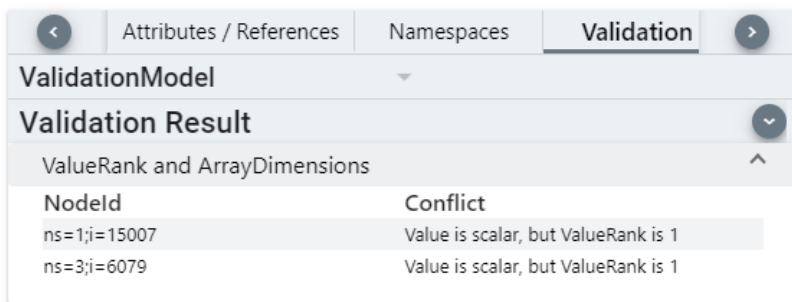 Attributes / References Namespaces Validation
ValidationModel
Validation Result
ValueRank and ArrayDimensions
NodeId Conflict
ns=1;i=15007 Value is scalar, but ValueRank is 1
ns=3;i=6079 Value is scalar, but ValueRank is 1